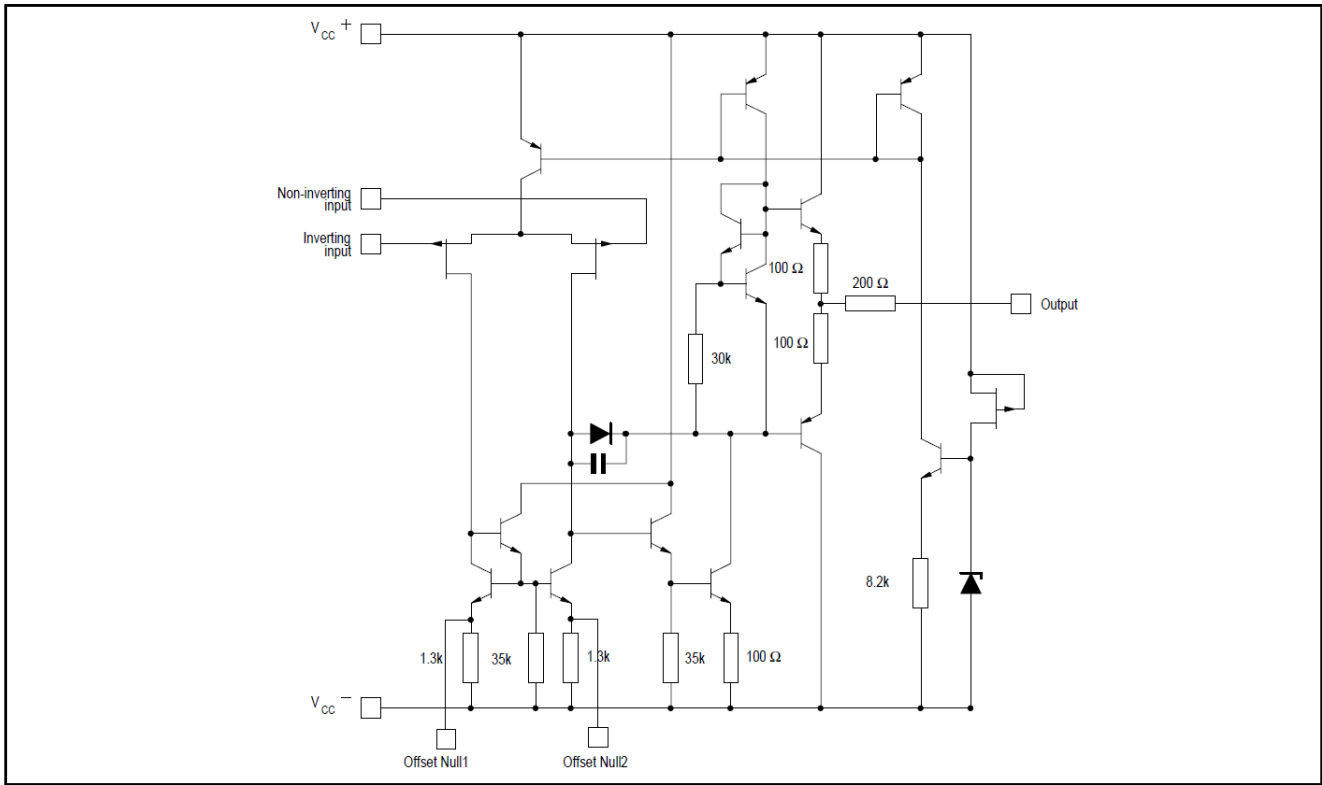 V CC +
Non-inverting
input
Inverting
input
100 Ω
200 Ω
Output
100 Ω
30k
8.2k
1.3k
35k
1.3k
35k
100 Ω
V CC −
Offset Null1
Offset Null2